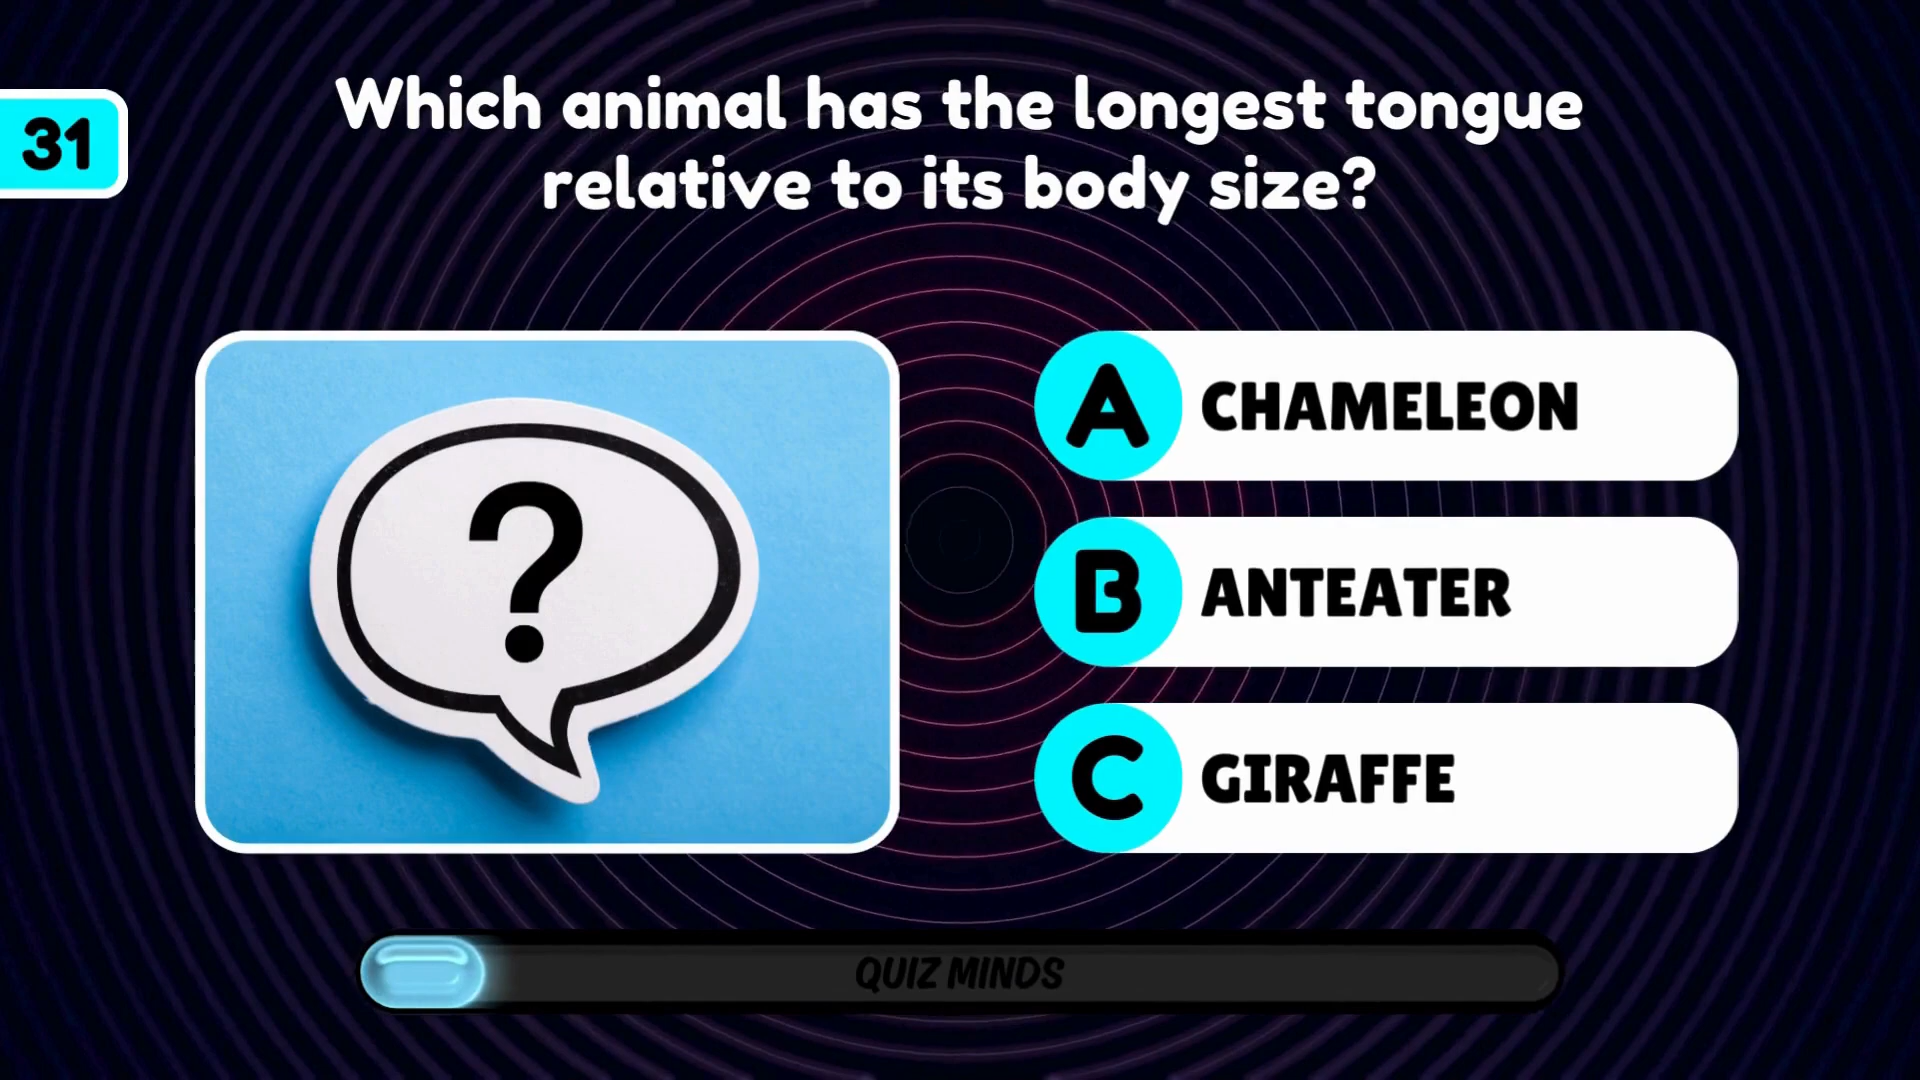 31
Which animal has the longest tongue
relative to its body size?
?
A CHAMELEON
B ANTEATER
C GIRAFFE
QUIZ MINDS